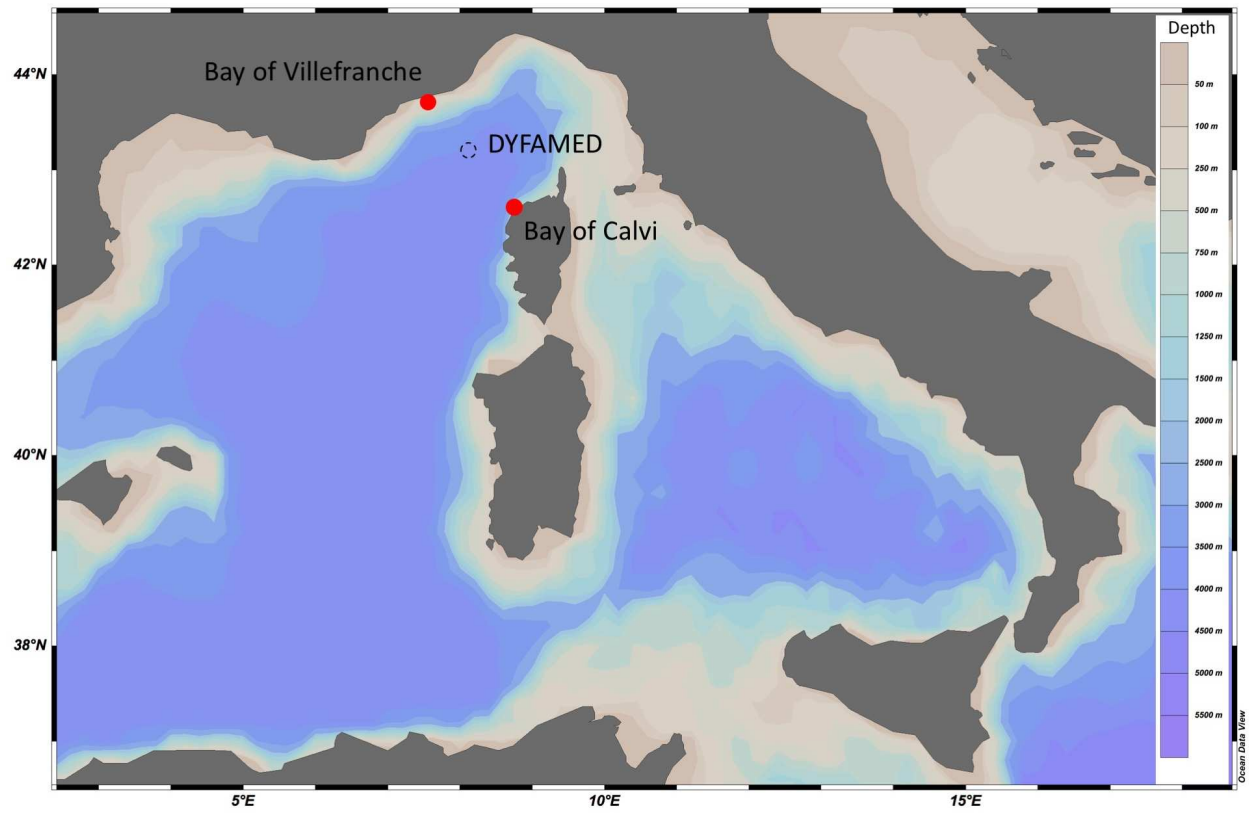 Depth
44°N
Bay of Villefranche
50 m
100 m
DYFAMED
250 m
500 m
Bay of Calvi
750 m
42°N
1000 m
1250 m
1500 m
2000 m
40°N
2500 m
3000 m
3500 m
4000 m
38°N
4500 m
5000 m
5500 m
Ocean Data View
5°E
10°E
15°E